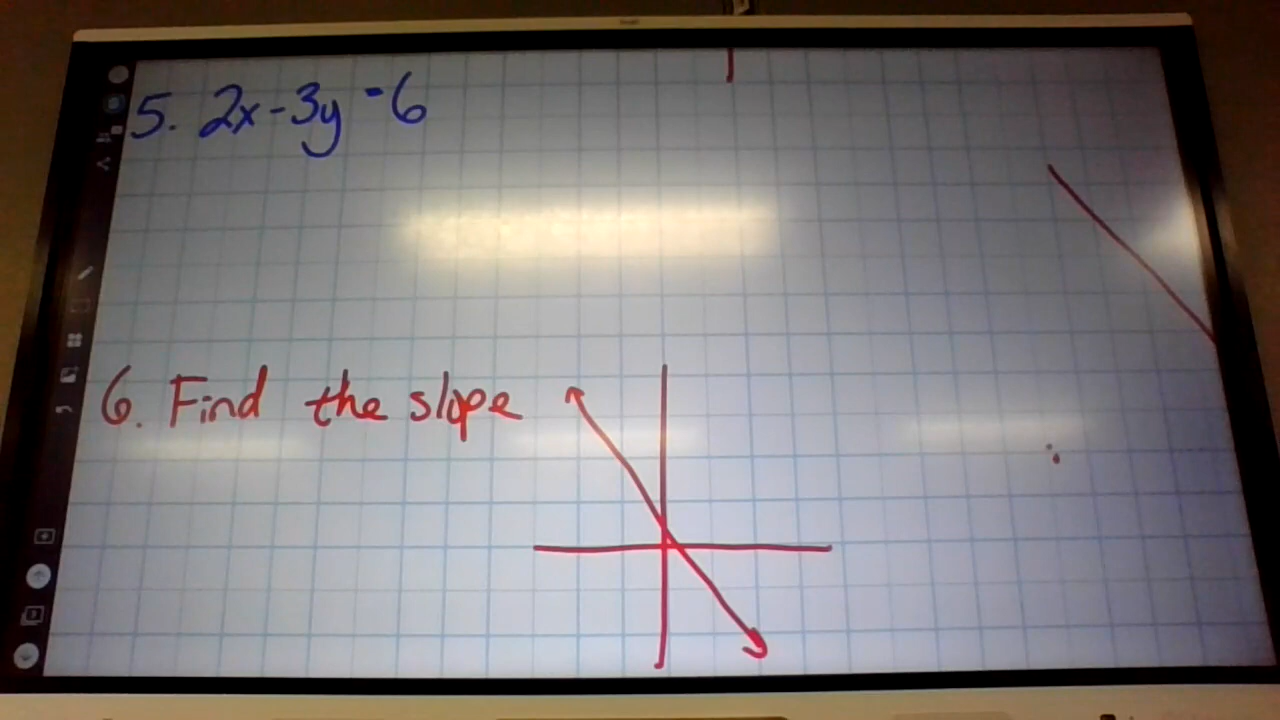 5. 2x-3y=6
6. Find the slope